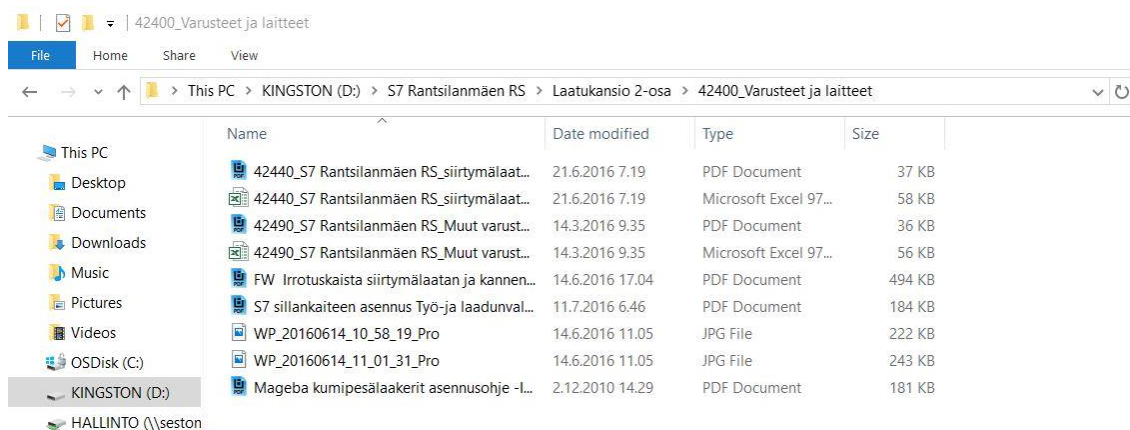 42400_Varusteet ja laitteet
File Home Share View
This PC > KINGSTON (D:) > S7 Rantsilanmäen RS > Laatukansio 2-osa > 42400_Varusteet ja laitteet
Name Date modified Type Size
This PC
Desktop
Documents
Downloads
Music
Pictures
Videos
OSDisk (C:)
KINGSTON (D:)
HALLINTO (\\seston
42440_S7 Rantsilanmäen RS_siirtymälaat... 21.6.2016 7.19 PDF Document 37 KB
42440_S7 Rantsilanmäen RS_siirtymälaat... 21.6.2016 7.19 Microsoft Excel 97... 58 KB
42490_S7 Rantsilanmäen RS_Muut varust... 14.3.2016 9.35 PDF Document 36 KB
42490_S7 Rantsilanmäen RS_Muut varust... 14.3.2016 9.35 Microsoft Excel 97... 56 KB
FW Irrotuskaista siirtymälaatan ja kannen... 14.6.2016 17.04 PDF Document 494 KB
S7 sillankaiteen asennus Työ-ja laadunval... 11.7.2016 6.46 PDF Document 184 KB
WP_20160614_10_58_19_Pro 14.6.2016 11.05 JPG File 222 KB
WP_20160614_11_01_31_Pro 14.6.2016 11.05 JPG File 243 KB
Mageba kumipesälaakerit asennusohje -I... 2.12.2010 14.29 PDF Document 181 KB